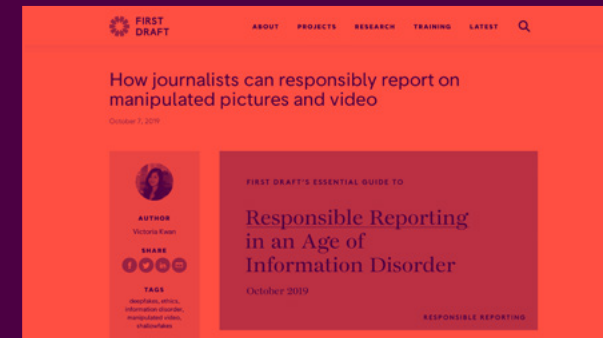 FIRST
DRAFT
ABOUT PROJECTS RESEARCH TRAINING LATEST
How journalists can responsibly report on
manipulated pictures and video
October 7, 2019
AUTHOR
Victoria Kwan
SHARE
TAGS
deepfakes, ethics,
information disorder,
manipulated video,
shallowfakes
FIRST DRAFT'S ESSENTIAL GUIDE TO
Responsible Reporting
in an Age of
Information Disorder
October 2019
RESPONSIBLE REPORTING